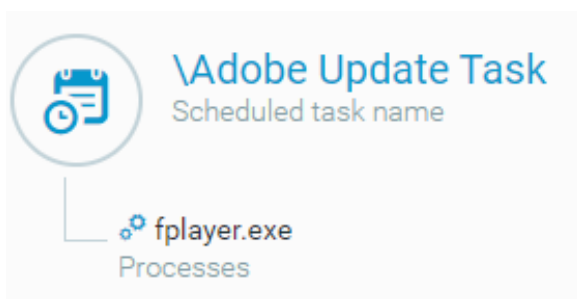 \Adobe Update Task
Scheduled task name
fplayer.exe
Processes